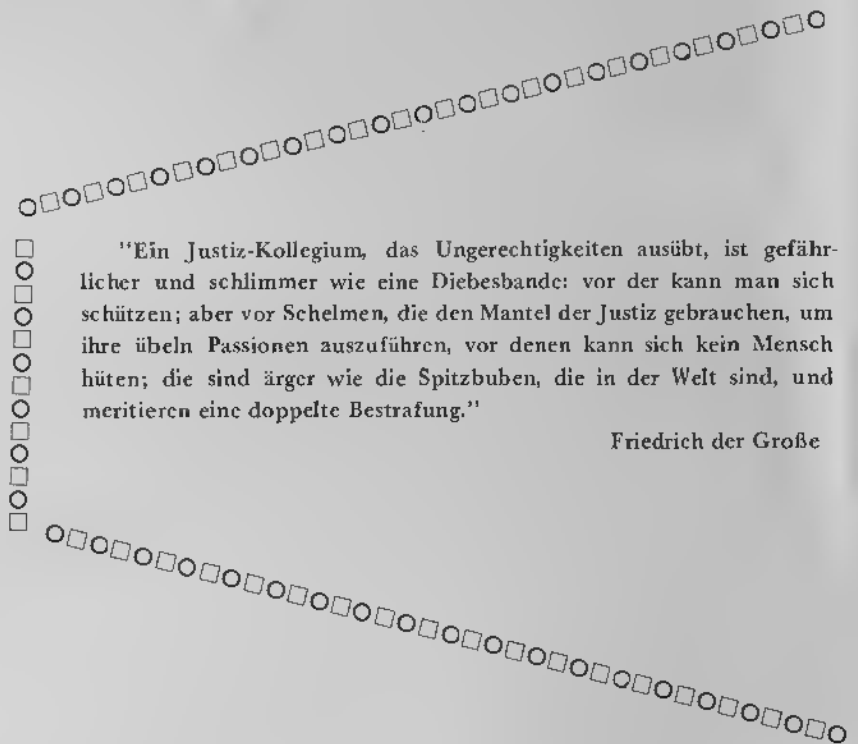 "Ein Justiz-Kollegium, das Ungerechtigkeiten ausübt, ist gefähr-
licher und schlimmer wie eine Diebesbande: vor der kann man sich
schützen; aber vor Schelmen, die den Mantel der Justiz gebrauchen, um
ihre übeln Passionen auszuführen, vor denen kann sich kein Mensch
hüten; die sind ärger wie die Spitzbuben, die in der Welt sind, und
meritieren eine doppelte Bestrafung."
Friedrich der Große